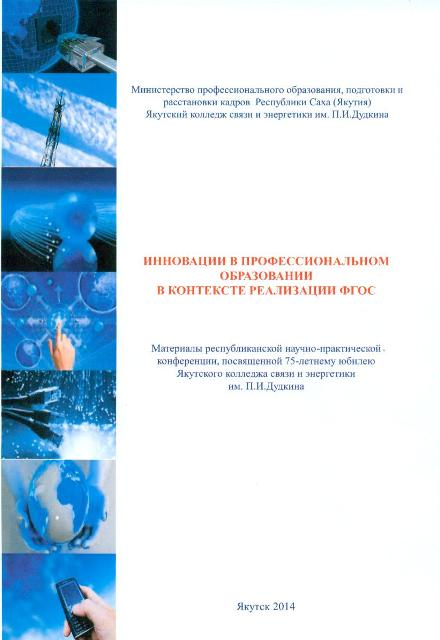 Министерство профессионального образования, подготовки и
расстановки кадров Республики Саха (Якутия)
Якутский колледж связи и энергетики им. П.И.Дудкина
ИННОВАЦИИ В ПРОФЕССИОНАЛЬНОМ
ОБРАЗОВАНИИ
В КОНТЕКСТЕ РЕАЛИЗАЦИИ ФГОС
Материалы республиканской научно-практической
конференции, посвященной 75-летнему юбилею
Якутского колледжа связи и энергетики
им. П.И.Дудкина
Якутск 2014